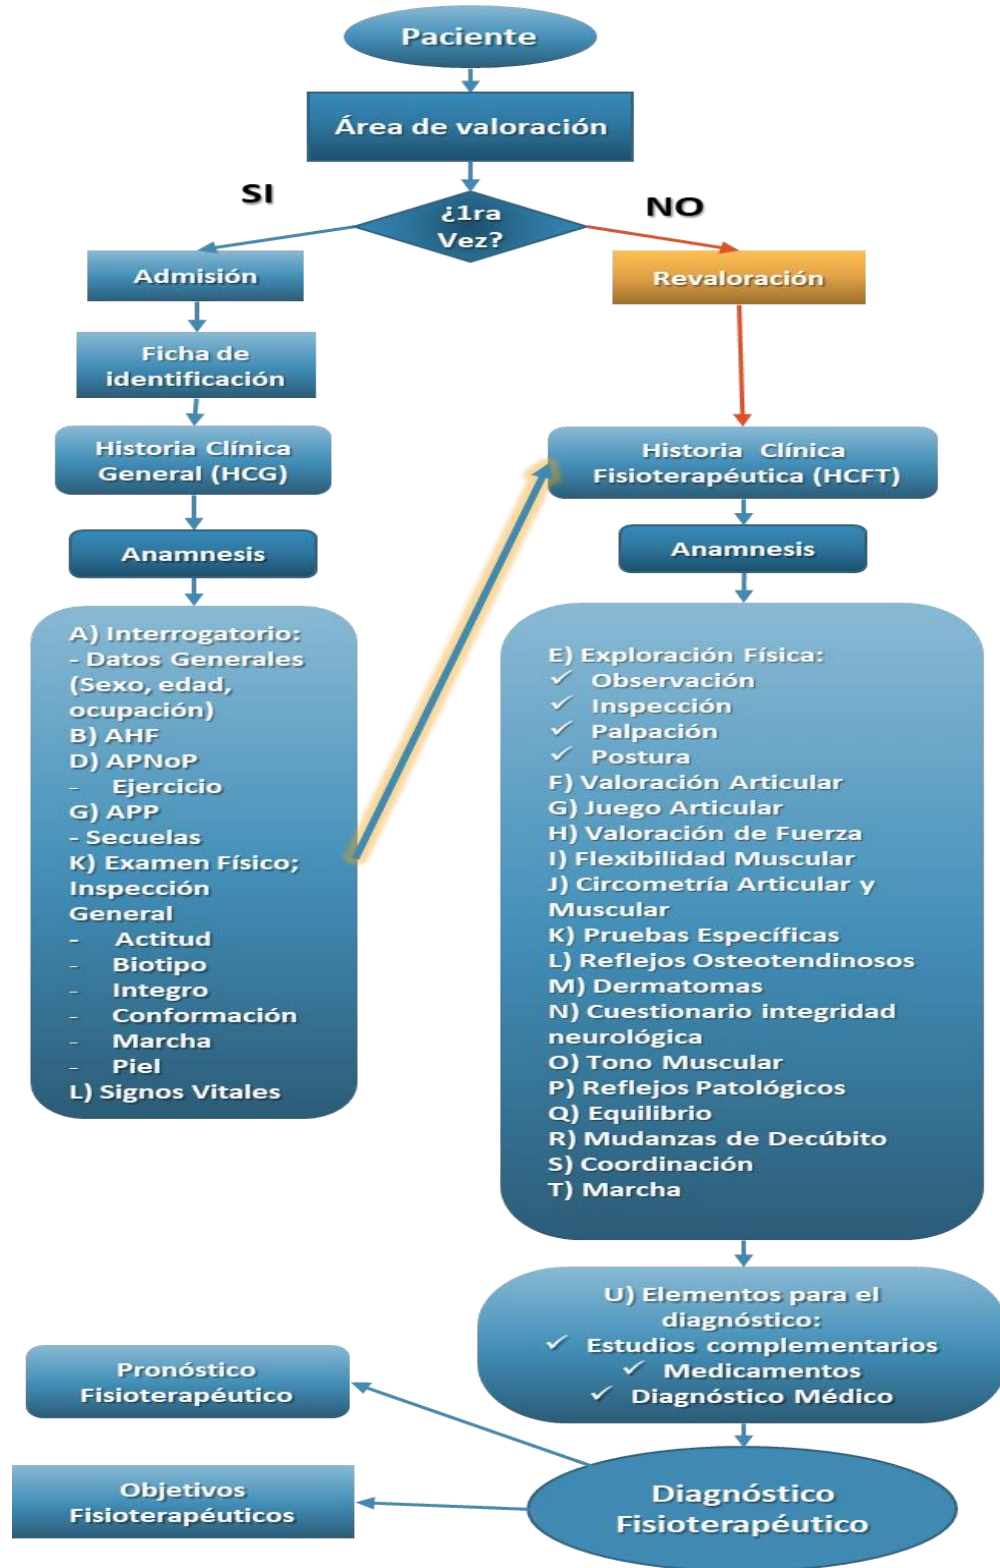 Paciente
Área de valoración
SI
NO
¿1ra
Vez?
Admisión
Ficha de
identificación
Historia Clínica
General (HCG)
Anamnesis
A) Interrogatorio:
- Datos Generales
(Sexo, edad,
ocupación)
B) AHF
D) APNoP
- Ejercicio
G) APP
- Secuelas
K) Examen Físico;
Inspección
General
- Actitud
- Biotipo
- Integro
- Conformación
- Marcha
- Piel
L) Signos Vitales
Revaloración
Historia Clínica
Fisioterapéutica (HCFT)
Anamnesis
E) Exploración Física:
✓ Observación
✓ Inspección
✓ Palpación
✓ Postura
F) Valoración Articular
G) Juego Articular
H) Valoración de Fuerza
I) Flexibilidad Muscular
J) Circometría Articular y
Muscular
K) Pruebas Específicas
L) Reflejos Osteotendinosos
M) Dermatomas
N) Cuestionario integridad
neurológica
O) Tono Muscular
P) Reflejos Patológicos
Q) Equilibrio
R) Mudanzas de Decúbito
S) Coordinación
T) Marcha
U) Elementos para el
diagnóstico:
✓ Estudios complementarios
✓ Medicamentos
✓ Diagnóstico Médico
Diagnóstico
Fisioterapéutico
Pronóstico
Fisioterapéutico
Objetivos
Fisioterapéuticos